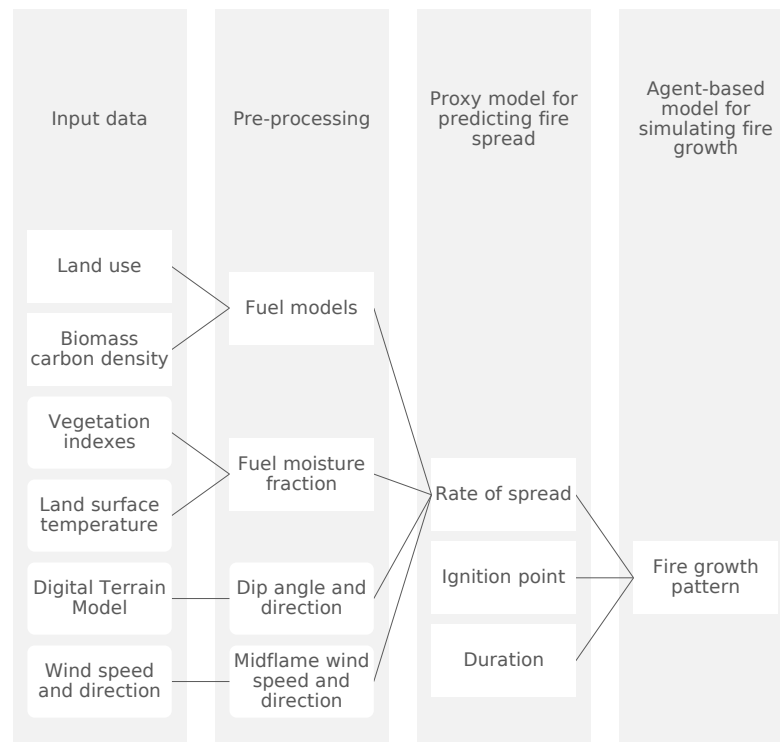 Input data
Pre-processing
Proxy model for
predicting fire
spread
Agent-based
model for
simulating fire
growth
Land use
Biomass
carbon density
Vegetation
indexes
Land surface
temperature
Digital Terrain
Model
Wind speed
and direction
Fuel models
Fuel moisture
fraction
Dip angle and
direction
Midflame wind
speed and
direction
Rate of spread
Ignition point
Duration
Fire growth
pattern